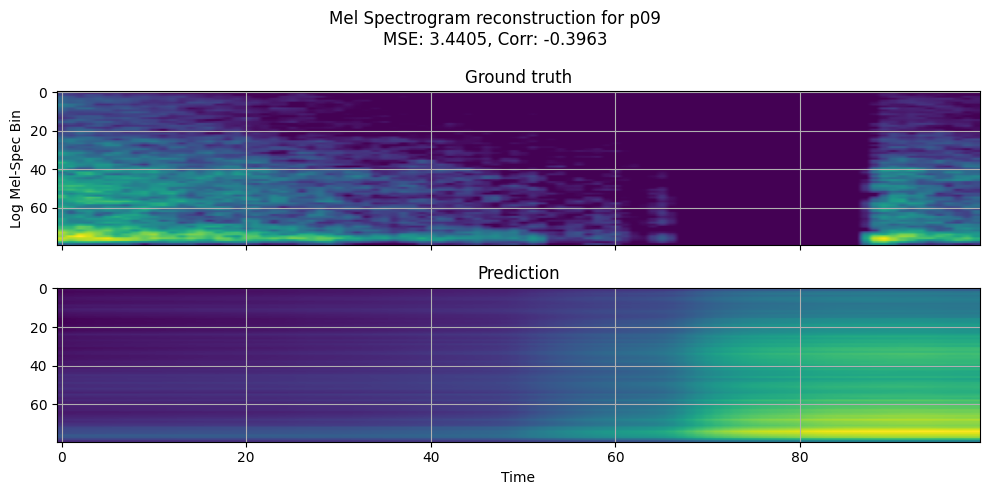 Mel Spectrogram reconstruction for p09
MSE: 3.4405, Corr: -0.3963
Ground truth
0
20
40
60
Log Mel-Spec Bin
Prediction
0
20
40
60
0 20 40 60 80
Time